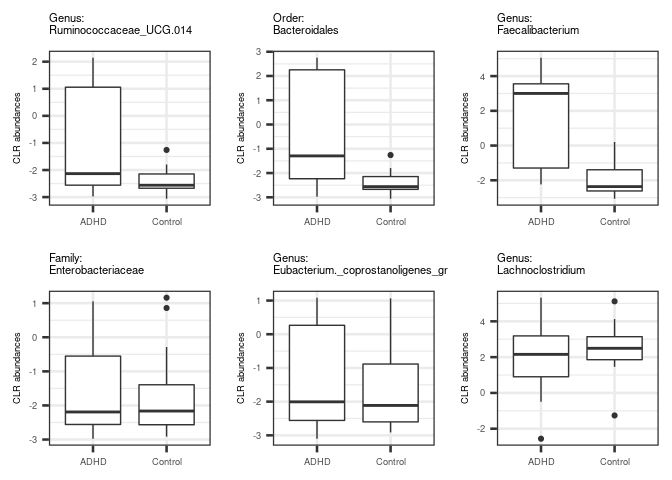 Genus:
Ruminococcaceae_UCG.014
Order:
Bacteroidales
Genus:
Faecalibacterium
CLR abundances
2
1
0
-1
-2
-3
ADHD
Control
CLR abundances
3
2
1
0
-1
-2
-3
ADHD
Control
CLR abundances
4
2
0
-2
ADHD
Control
Family:
Enterobacteriaceae
Genus:
Eubacterium._coprostanoligenes_gr
Genus:
Lachnoclostridium
CLR abundances
1
0
-1
-2
-3
ADHD
Control
CLR abundances
1
0
-1
-2
-3
ADHD
Control
CLR abundances
4
2
0
-2
ADHD
Control